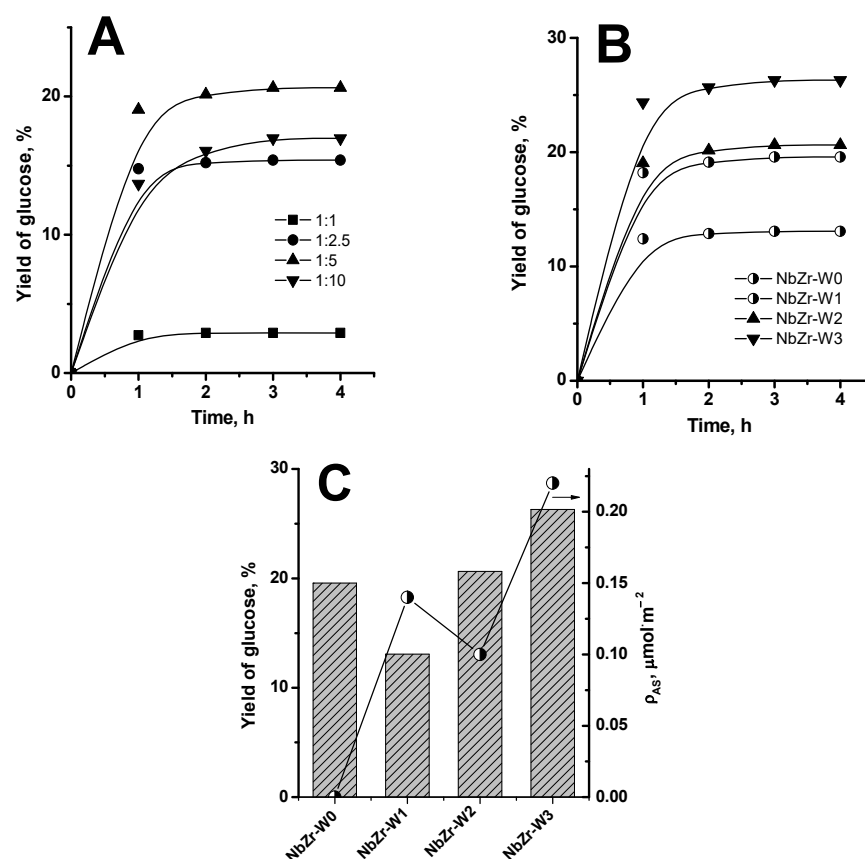 A
Yield of glucose, %
20
10
0
0 1 2 3 4
Time, h
1:1
1:2.5
1:5
1:10
B
Yield of glucose, %
30
20
10
0
0 1 2 3 4
Time, h
NbZr-W0
NbZr-W1
NbZr-W2
NbZr-W3
C
Yield of glucose, %
30
20
10
0
NbZr-W0
NbZr-W1
NbZr-W2
NbZr-W3
0.20
0.15
0.10
0.05
0.00
ρAS, μmol·m−2